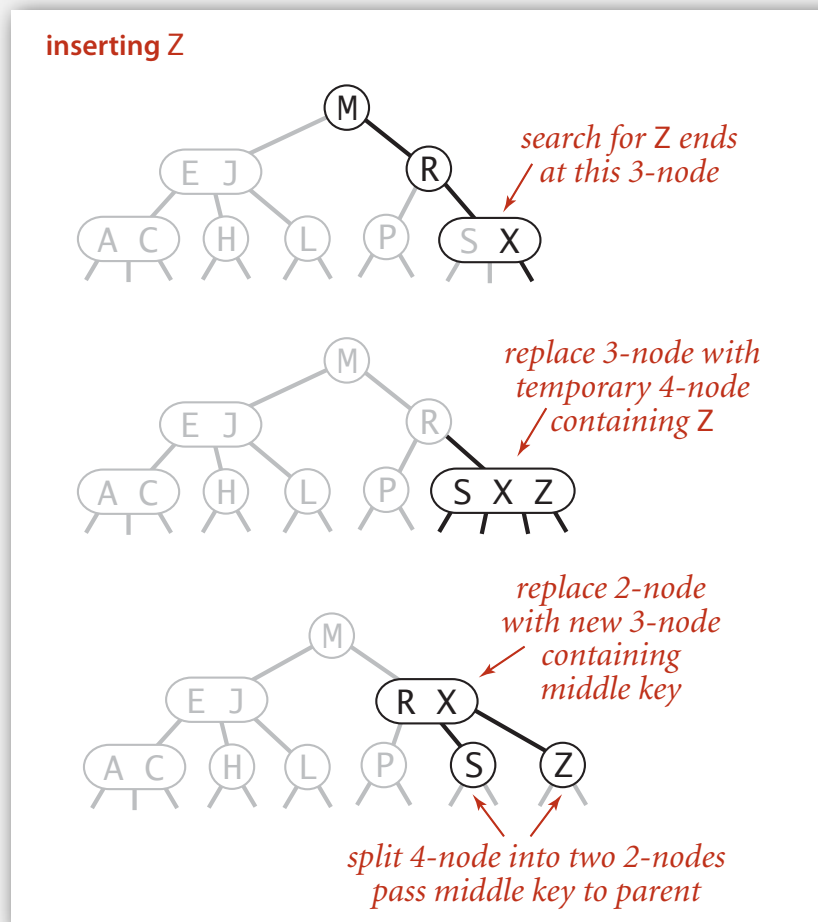 inserting Z
M
search for Z ends
at this 3-node
E J
R
A C H L P S X
replace 3-node with
temporary 4-node
containing Z
M
E J
R
A C H L P S X Z
replace 2-node
with new 3-node
containing
middle key
M
E J
R X
A C H L P S Z
split 4-node into two 2-nodes
pass middle key to parent